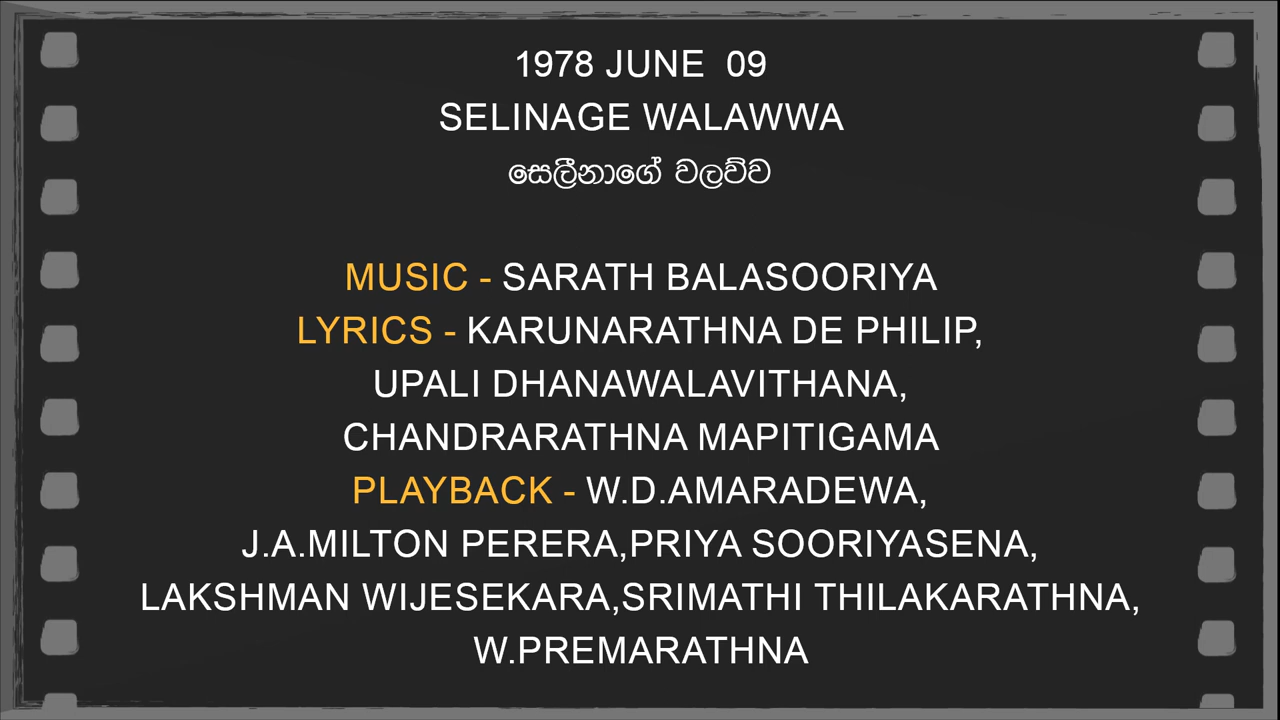 1978 JUNE  09
SELINAGE WALAWWA
සෙලීනාගේ වලව්ව
MUSIC - SARATH BALASOORIYA
LYRICS - KARUNARATHNA DE PHILIP,
UPALI DHANAWALAVITHANA,
CHANDRARATHNA MAPITIGAMA
PLAYBACK - W.D.AMARADEWA,
J.A.MILTON PERERA,PRIYA SOORIYASENA,
LAKSHMAN WIJESEKARA,SRIMATHI THILAKARATHNA,
W.PREMARATHNA